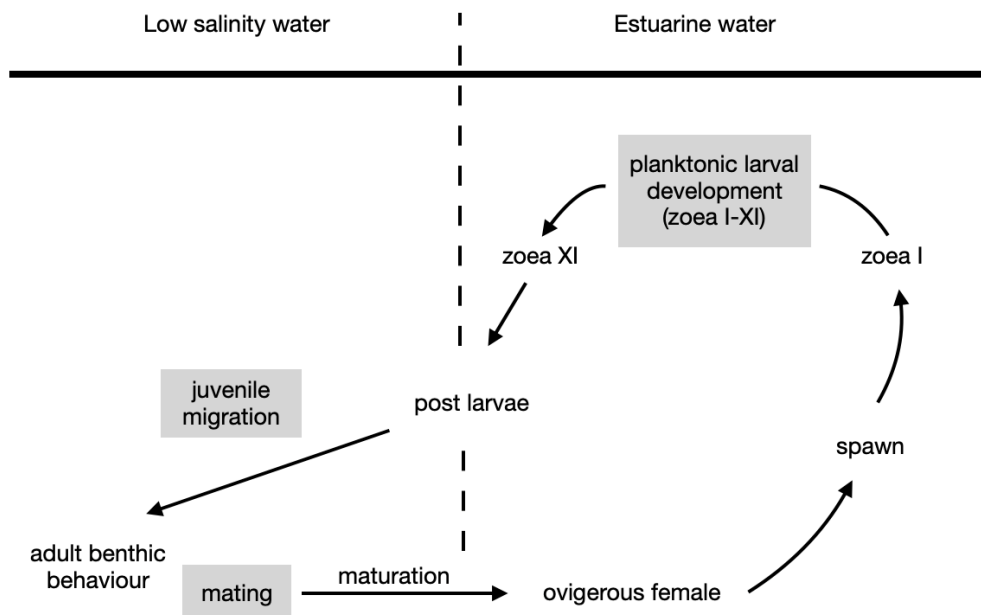 Low salinity water
Estuarine water
planktonic larval
development
(zoea I-XI)
zoea XI
zoea I
juvenile
migration
post larvae
spawn
adult benthic
behaviour
mating
maturation
ovigerous female